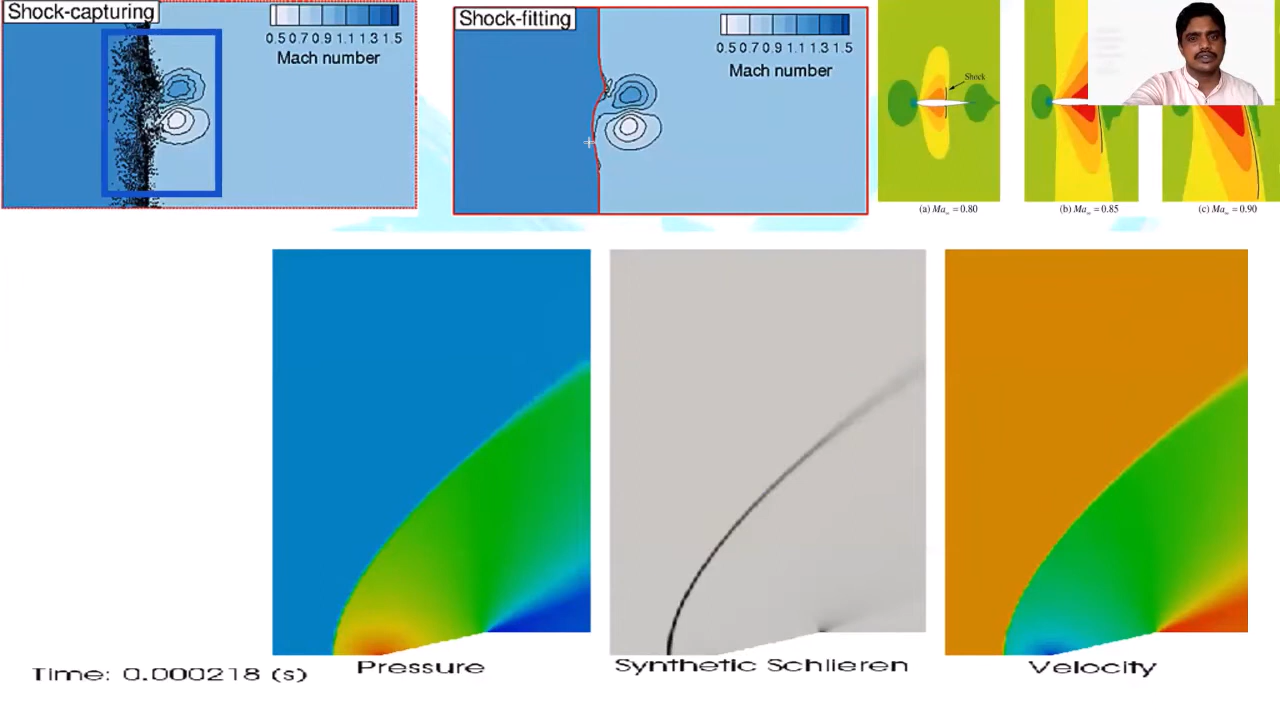 Shock-capturing
0.5 0.7 0.9 1.1 1.3 1.5
Mach number
Shock-fitting
0.5 0.7 0.9 1.1 1.3 1.5
Mach number
Shock
(a) Ma∞ = 0.80
(b) Ma∞ = 0.85
(c) Ma∞ = 0.90
Time: 0.000218 (s)
Pressure
Synthetic Schlieren
Velocity